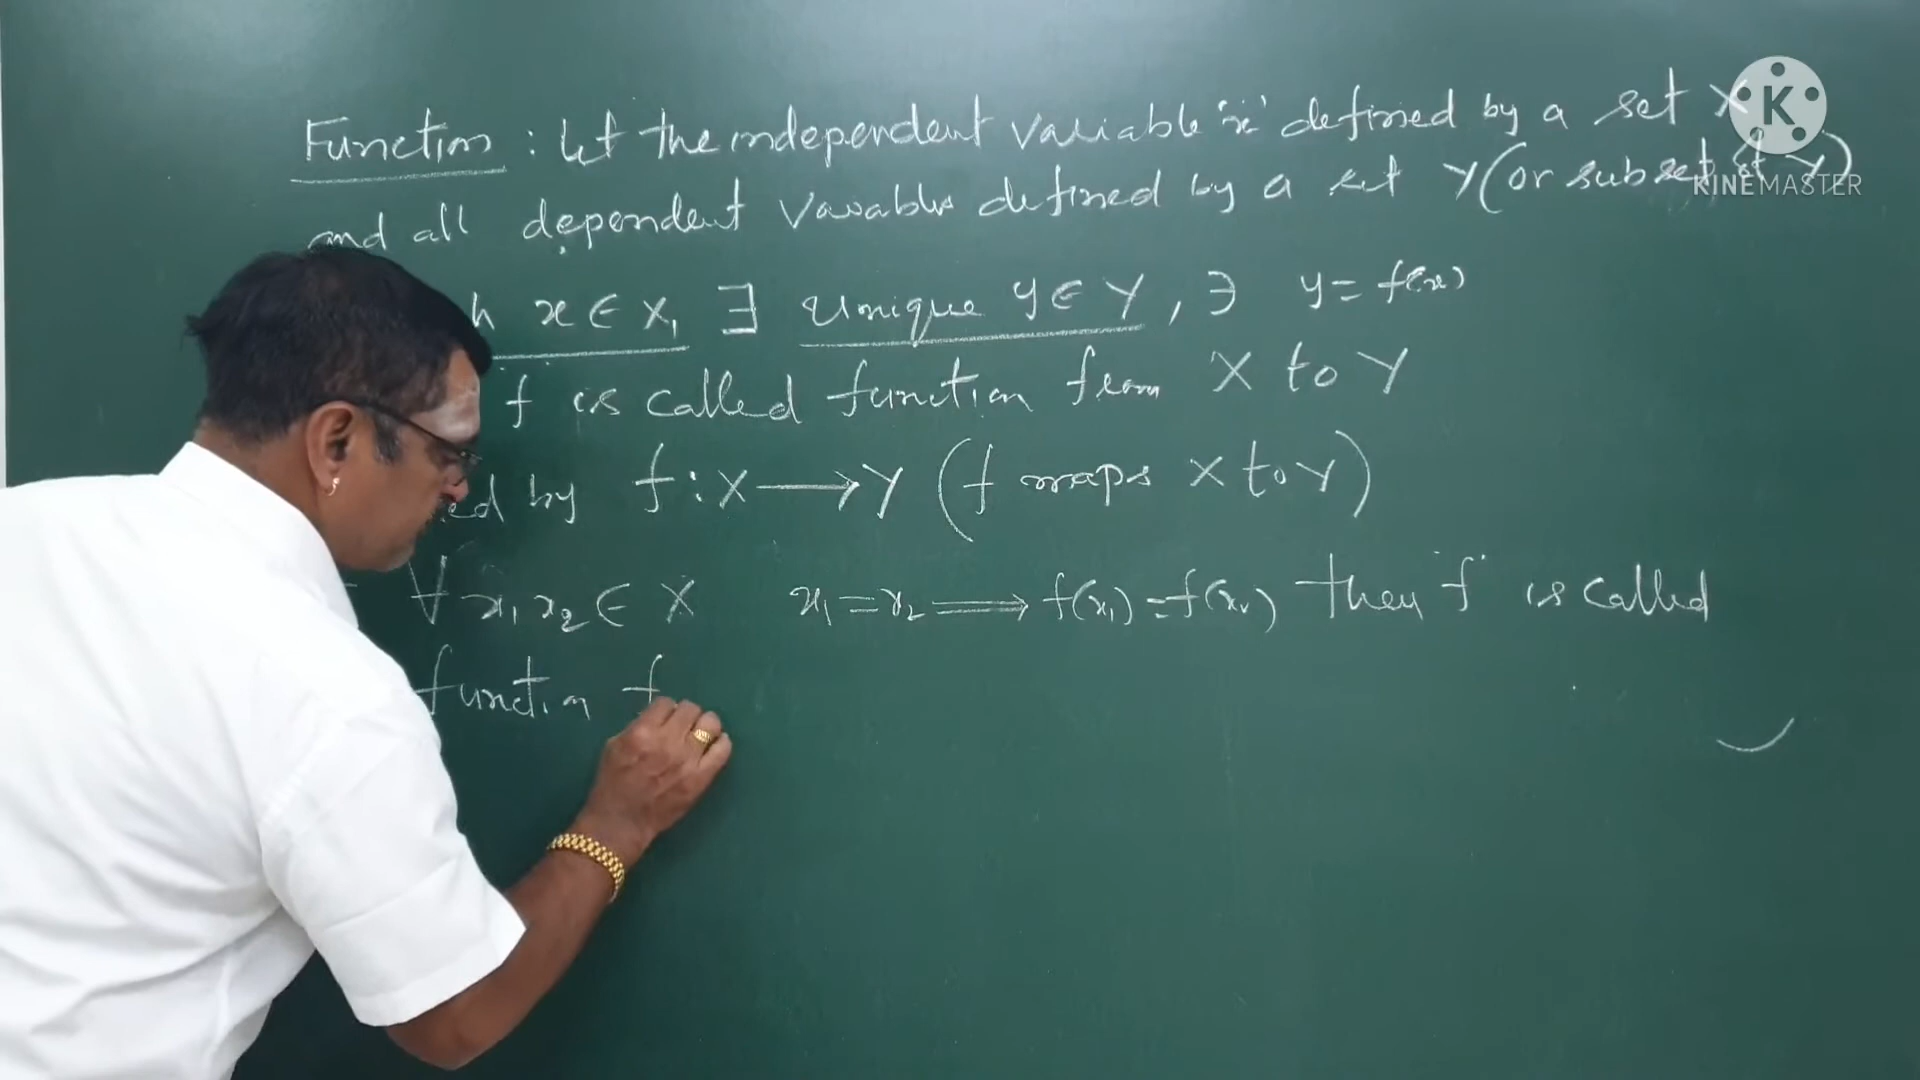 Function : Let the independent variable 'x' defined by a set X
and all dependent variables defined by a set Y (or subset of Y)
x ∈ X, ∃ unique y ∈ Y, ∋ y = f(x)
f is called function from X to Y
by f : X ⟶ Y (f maps X to Y)
∀ x₁ x₂ ∈ X x₁ = x₂ ⟹ f(x₁) = f(x₂) then 'f' is called
function f
K
KINEMASTER